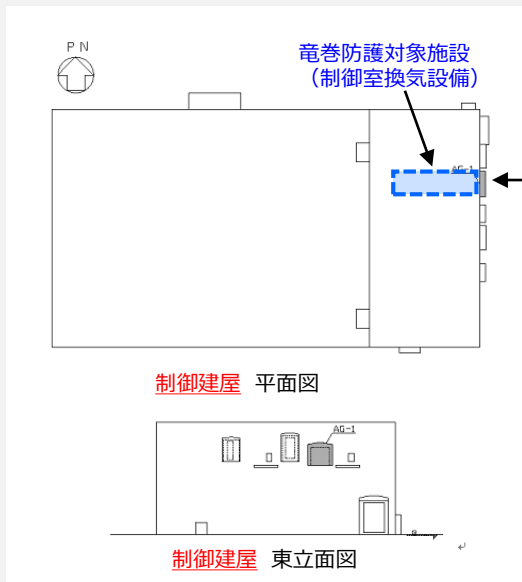 PN
竜巻防護対象施設
（制御室換気設備）
AG-1
制御建屋 平面図
AG-1
制御建屋 東立面図